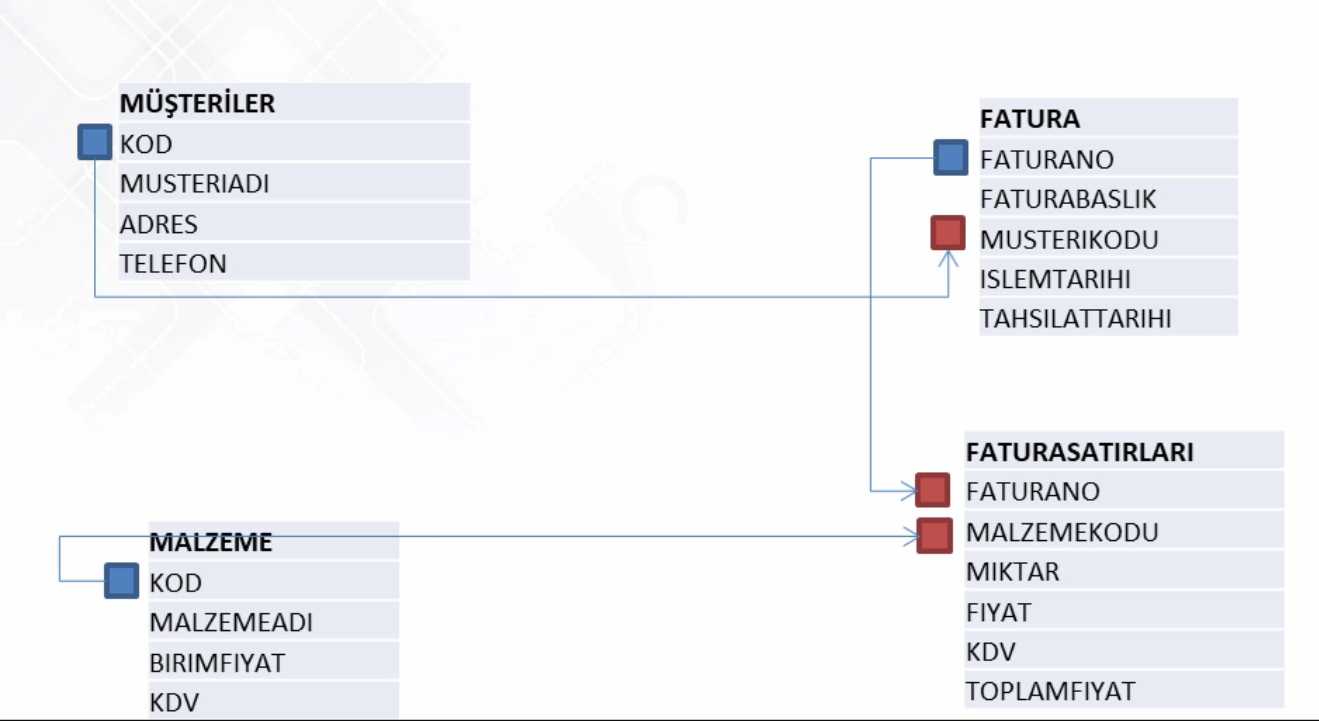 MÜŞTERİLER
KOD
MUSTERIADI
ADRES
TELEFON
FATURA
FATURANO
FATURABASLIK
MUSTERIKODU
ISLEMTARIHI
TAHSILATTARIHI
MALZEME
KOD
MALZEMEADI
BIRIMFIYAT
KDV
FATURASATIRLARI
FATURANO
MALZEMEKODU
MIKTAR
FIYAT
KDV
TOPLAMFIYAT